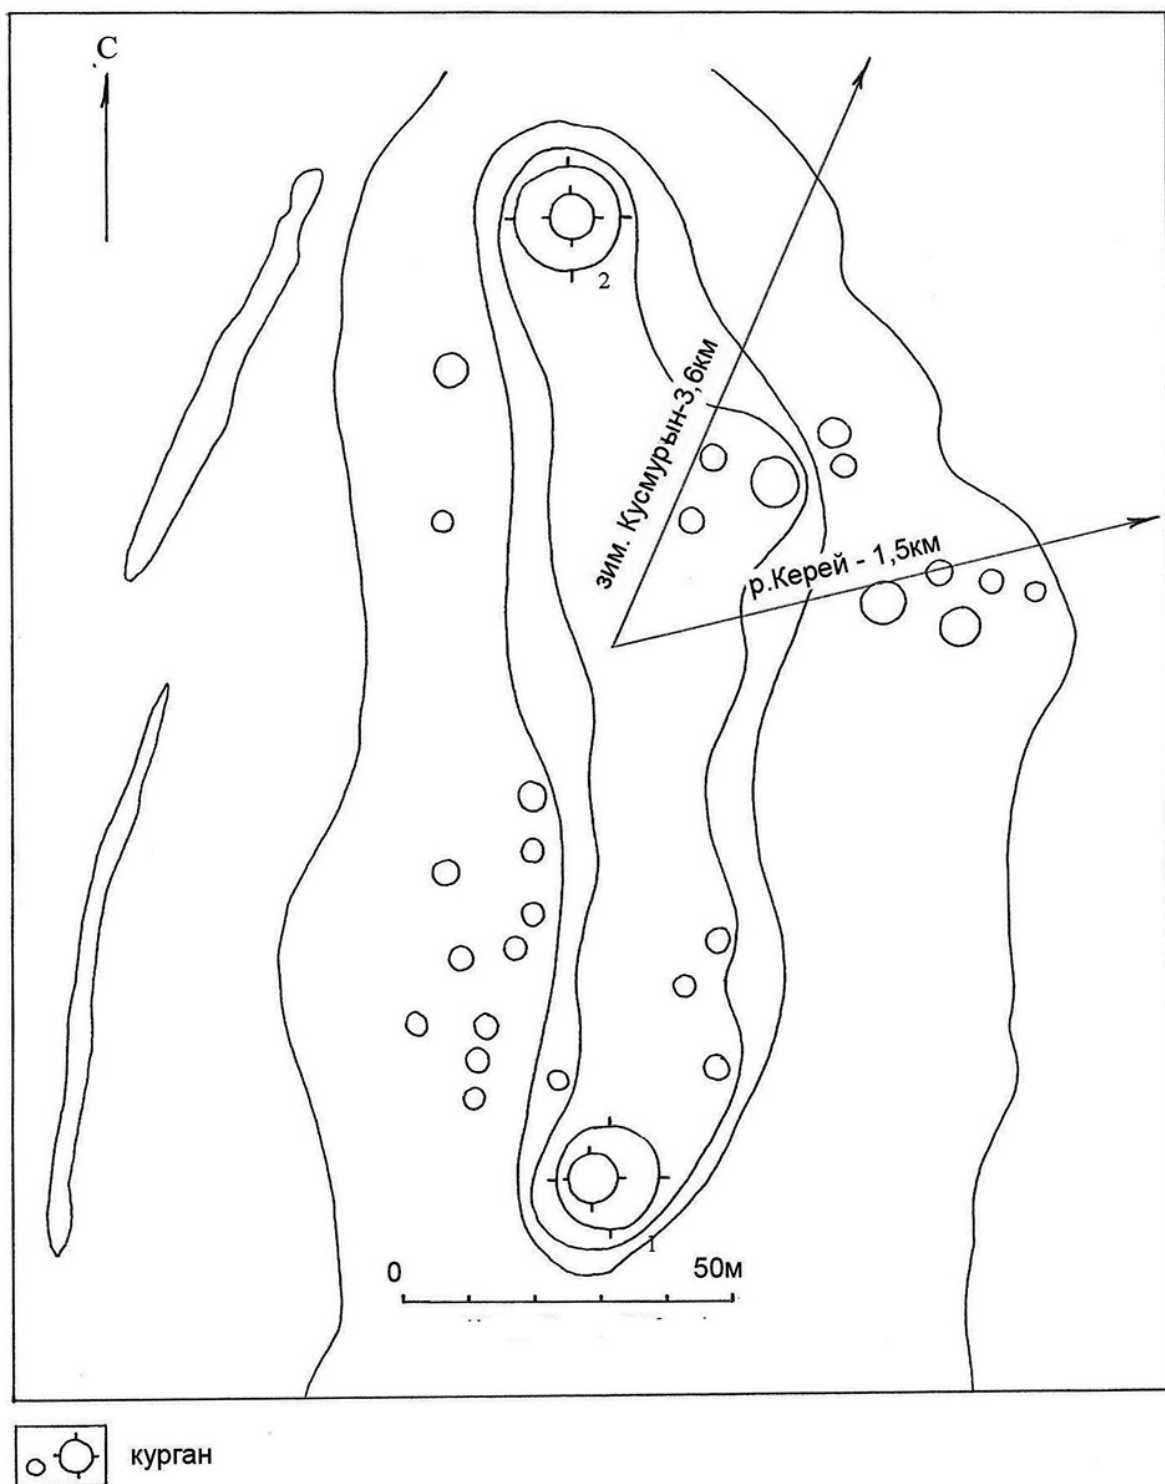 С
2
зим. Кусмурын-3,6км
р.Керей - 1,5км
1
0 50м
курган